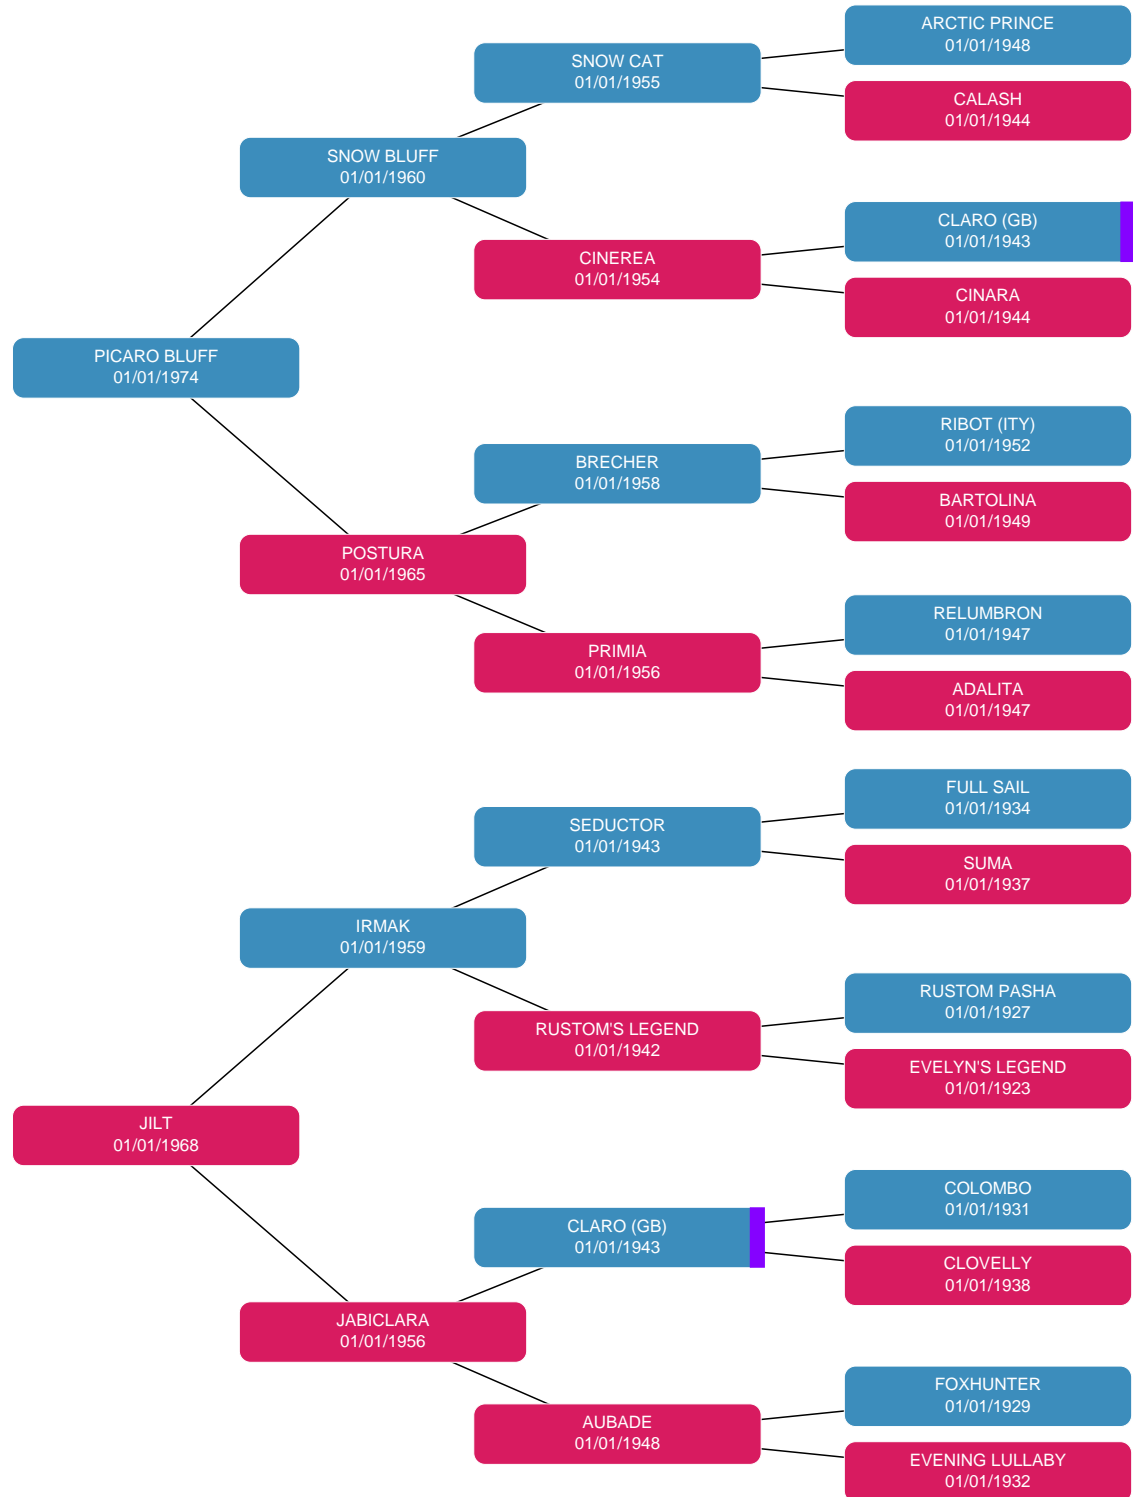 ARCTIC PRINCE
01/01/1948
SNOW CAT
01/01/1955
CALASH
01/01/1944
SNOW BLUFF
01/01/1960
CLARO (GB)
01/01/1943
CINEREA
01/01/1954
CINARA
01/01/1944
PICARO BLUFF
01/01/1974
RIBOT (ITY)
01/01/1952
BRECHER
01/01/1958
BARTOLINA
01/01/1949
POSTURA
01/01/1965
RELUMBRON
01/01/1947
PRIMIA
01/01/1956
ADALITA
01/01/1947
FULL SAIL
01/01/1934
SEDUCTOR
01/01/1943
SUMA
01/01/1937
IRMAK
01/01/1959
RUSTOM PASHA
01/01/1927
RUSTOM'S LEGEND
01/01/1942
EVELYN'S LEGEND
01/01/1923
JILT
01/01/1968
COLOMBO
01/01/1931
CLARO (GB)
01/01/1943
CLOVELLY
01/01/1938
JABICLARA
01/01/1956
FOXHUNTER
01/01/1929
AUBADE
01/01/1948
EVENING LULLABY
01/01/1932